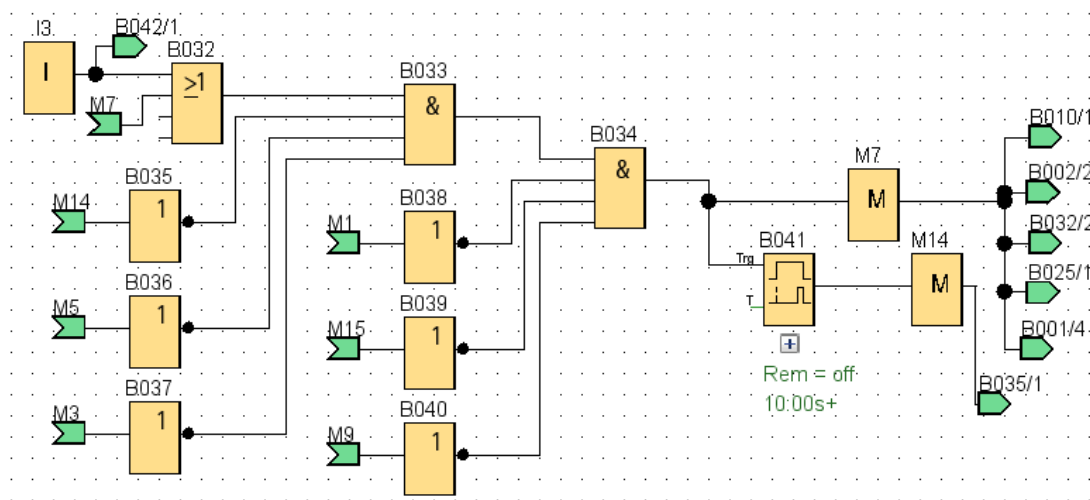 I3
B042/1
B032
I
≥1
M7
B033
&
B034
&
B010/1
M7
M
B002/2
B035
M14
1
B038
M1
1
B032/2
B041
Trg
T
M14
M
B025/1
B036
M5
1
B039
M15
1
B001/4
Rem = off
10:00s+
B035/1
B037
M3
1
B040
M9
1